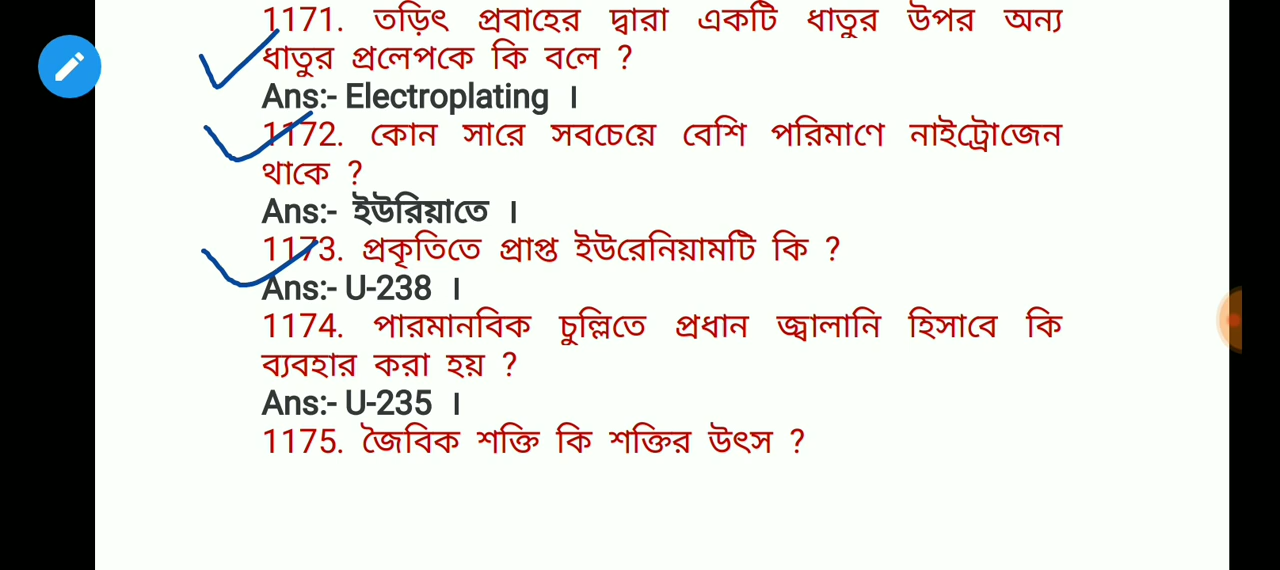 1171. তড়িৎ প্রবাহের দ্বারা একটি ধাতুর উপর অন্য
ধাতুর প্রলেপকে কি বলে ?
Ans:- Electroplating ।
1172. কোন সারে সবচেয়ে বেশি পরিমাণে নাইট্রোজেন
থাকে ?
Ans:- ইউরিয়াতে ।
1173. প্রকৃতিতে প্রাপ্ত ইউরেনিয়ামটি কি ?
Ans:- U-238 ।
1174. পারমানবিক চুল্লিতে প্রধান জ্বালানি হিসাবে কি
ব্যবহার করা হয় ?
Ans:- U-235 ।
1175. জৈবিক শক্তি কি শক্তির উৎস ?